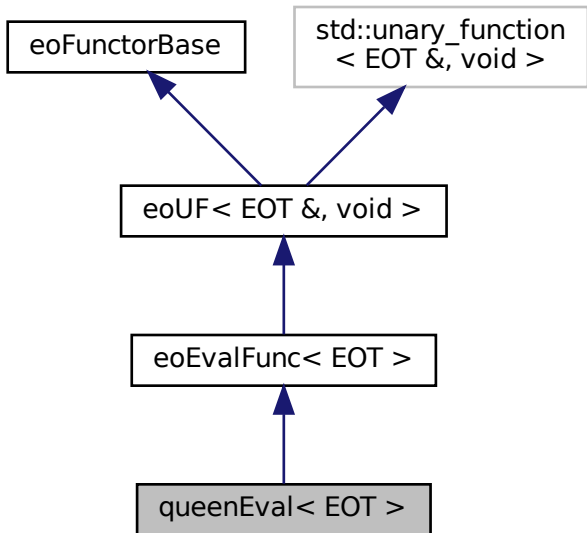 eoFunctorBase
std::unary_function
< EOT &, void >
eoUF< EOT &, void >
eoEvalFunc< EOT >
queenEval< EOT >